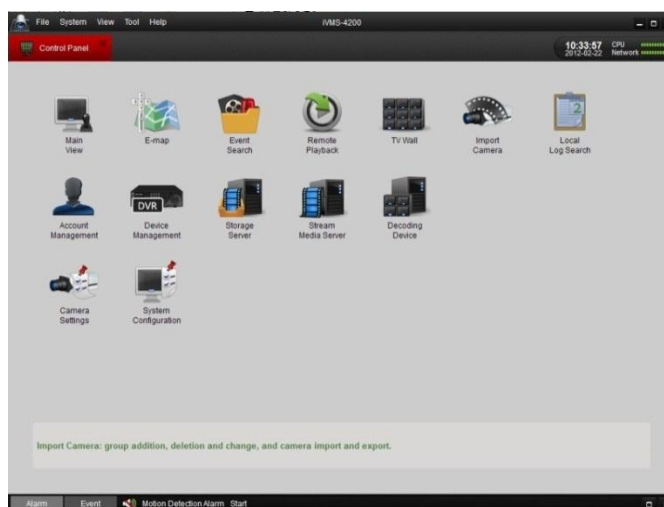 File System View Tool Help iVMS-4200
Control Panel
10:33:57 CPU
2012-02-22 Network
Main View
E-map
Event Search
Remote Playback
TV Wall
Import Camera
Local Log Search
Account Management
DVR
Device Management
Storage Server
Stream Media Server
Decoding Device
Camera Settings
System Configuration
Import Camera: group addition, deletion and change, and camera import and export.
Alarm Event Motion Detection Alarm Start